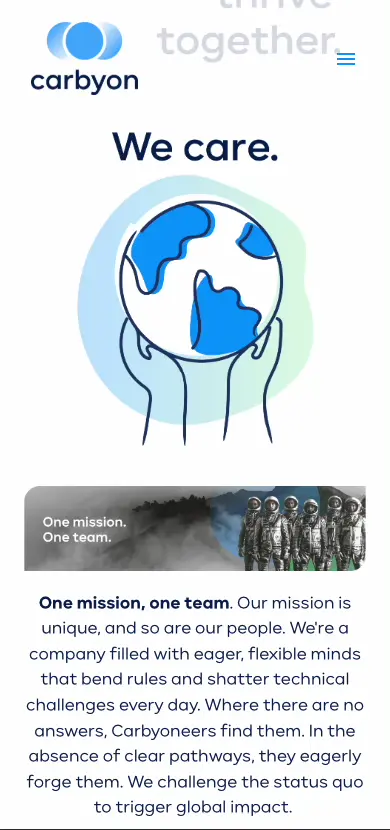 thrive
together.
carbyon
We care.
One mission.
One team.
One mission, one team. Our mission is
unique, and so are our people. We're a
company filled with eager, flexible minds
that bend rules and shatter technical
challenges every day. Where there are no
answers, Carbyoneers find them. In the
absence of clear pathways, they eagerly
forge them. We challenge the status quo
to trigger global impact.